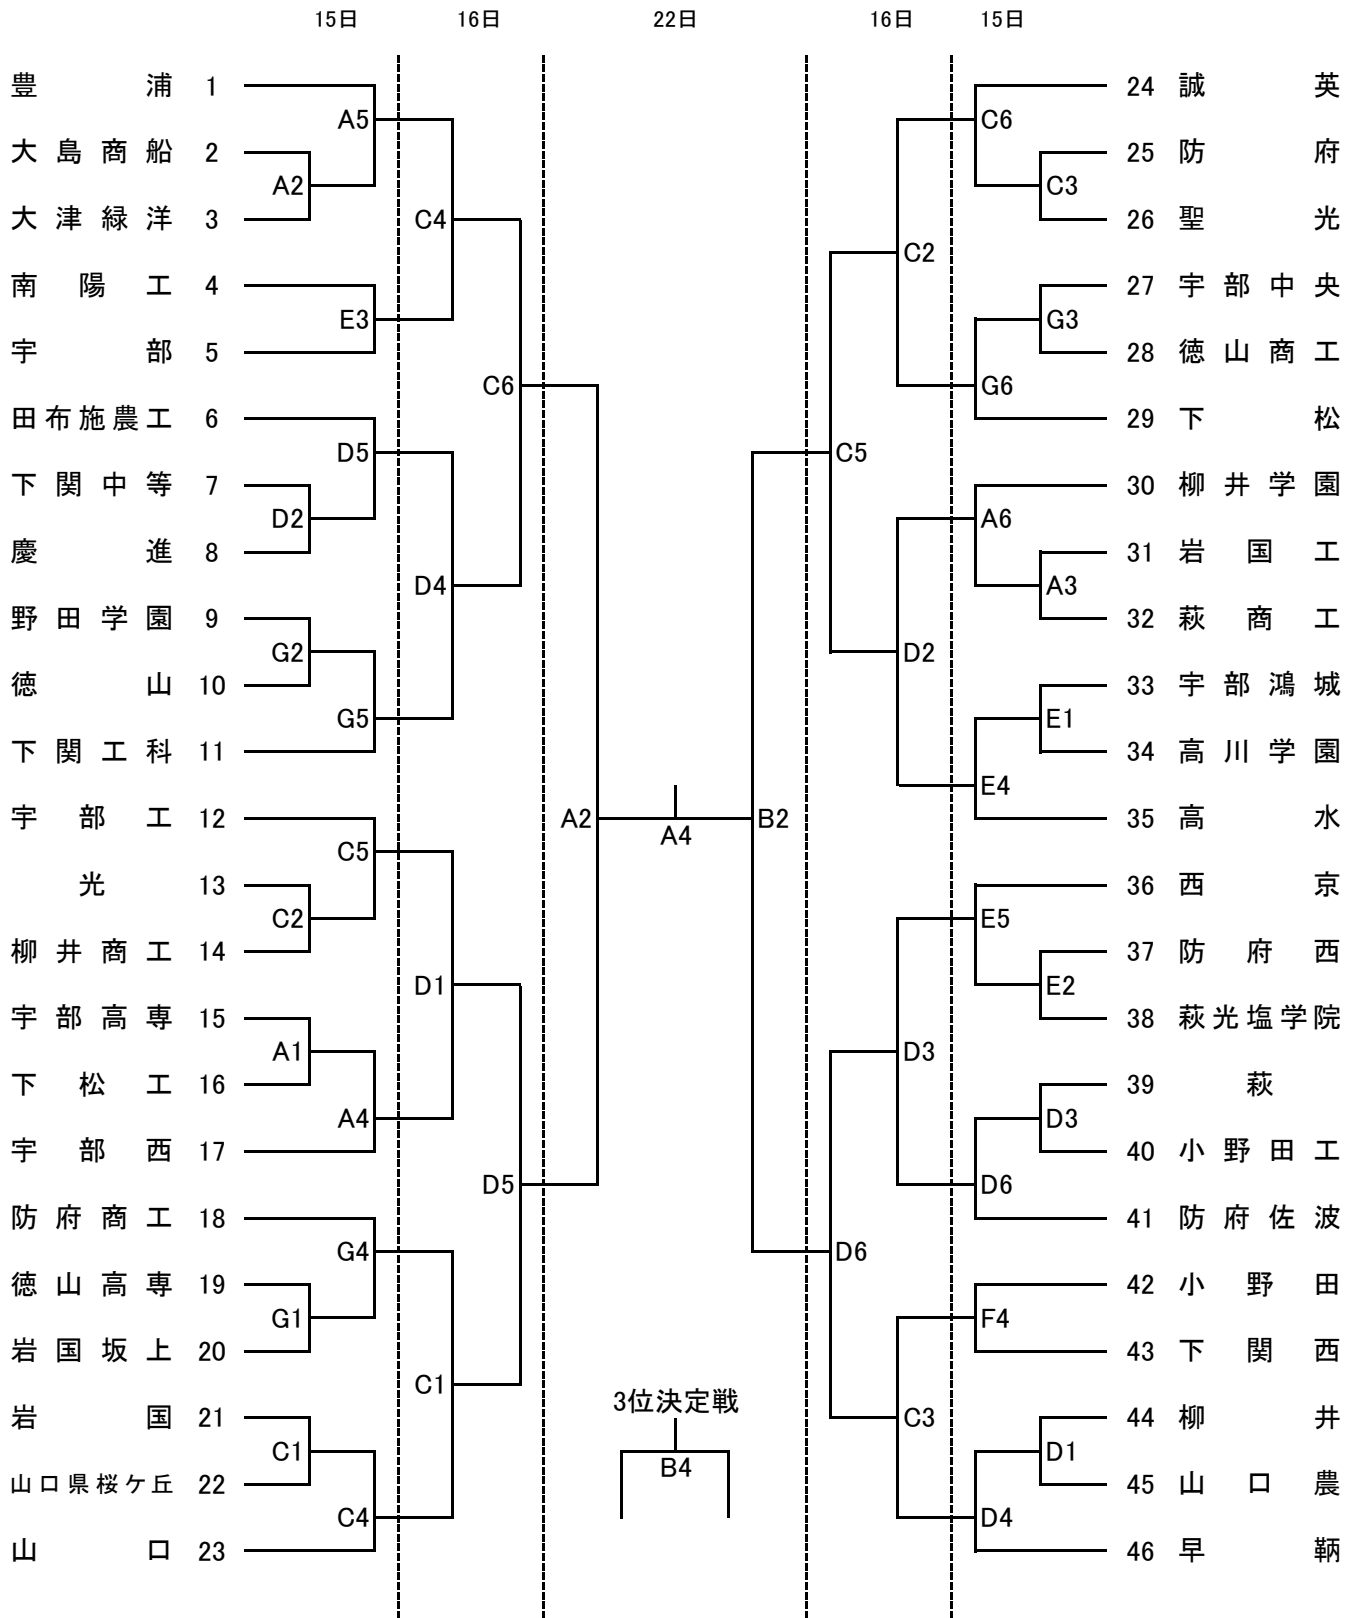 15日 16日 22日 16日 15日
豊浦 1 24 誠英
A5 C6
大島商船 2 25 防府
A2 C3
大津緑洋 3 C4 26 聖光
C2
南陽工 4 27 宇部中央
E3 G3
宇部 5 28 徳山商工
C6 G6
田布施農工 6 29 下松
D5 C5
下関中等 7 30 柳井学園
D2 A6
慶進 8 31 岩国工
D4 A3
野田学園 9 32 萩商工
G2 D2
徳山 10 33 宇部鴻城
G5 E1
下関工科 11 34 高川学園
E4
宇部工 12 A2 A4 B2 35 高水
C5
光 13 36 西京
C2 E5
柳井商工 14 37 防府西
D1 E2
宇部高専 15 38 萩光塩学院
A1 D3
下松工 16 39 萩
A4 D3
宇部西 17 40 小野田工
D5 D6
防府商工 18 41 防府佐波
G4 D6
徳山高専 19 42 小野田
G1 F4
岩国坂上 20 43 下関西
C1 3位決定戦
岩国 21 C3 44 柳井
C1 B4 D1
山口県桜ケ丘 22 45 山口農
C4 D4
山口 23 46 早鞆